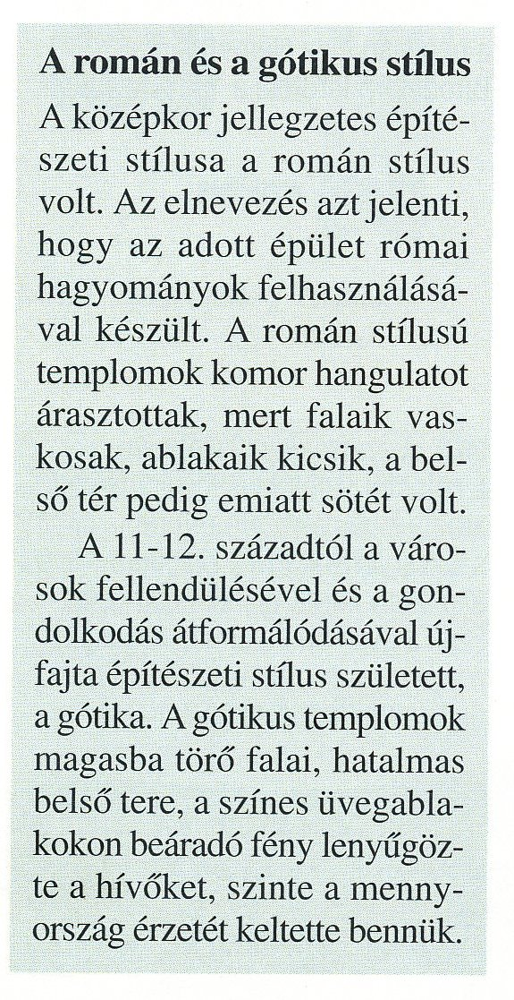 A román és a gótikus stílus
A középkor jellegzetes építé-
szeti stílusa a román stílus
volt. Az elnevezés azt jelenti,
hogy az adott épület római
hagyományok felhasználásá-
val készült. A román stílusú
templomok komor hangulatot
árasztottak, mert falaik vas-
kosak, ablakaik kicsik, a bel-
ső tér pedig emiatt sötét volt.
A 11-12. századtól a váro-
sok fellendülésével és a gon-
dolkodás átformálódásával új-
fajta építészeti stílus született,
a gótika. A gótikus templomok
magasba törő falai, hatalmas
belső tere, a színes üvegabla-
kokon beáradó fény lenyűgöz-
te a hívőket, szinte a menny-
ország érzetét keltette bennük.